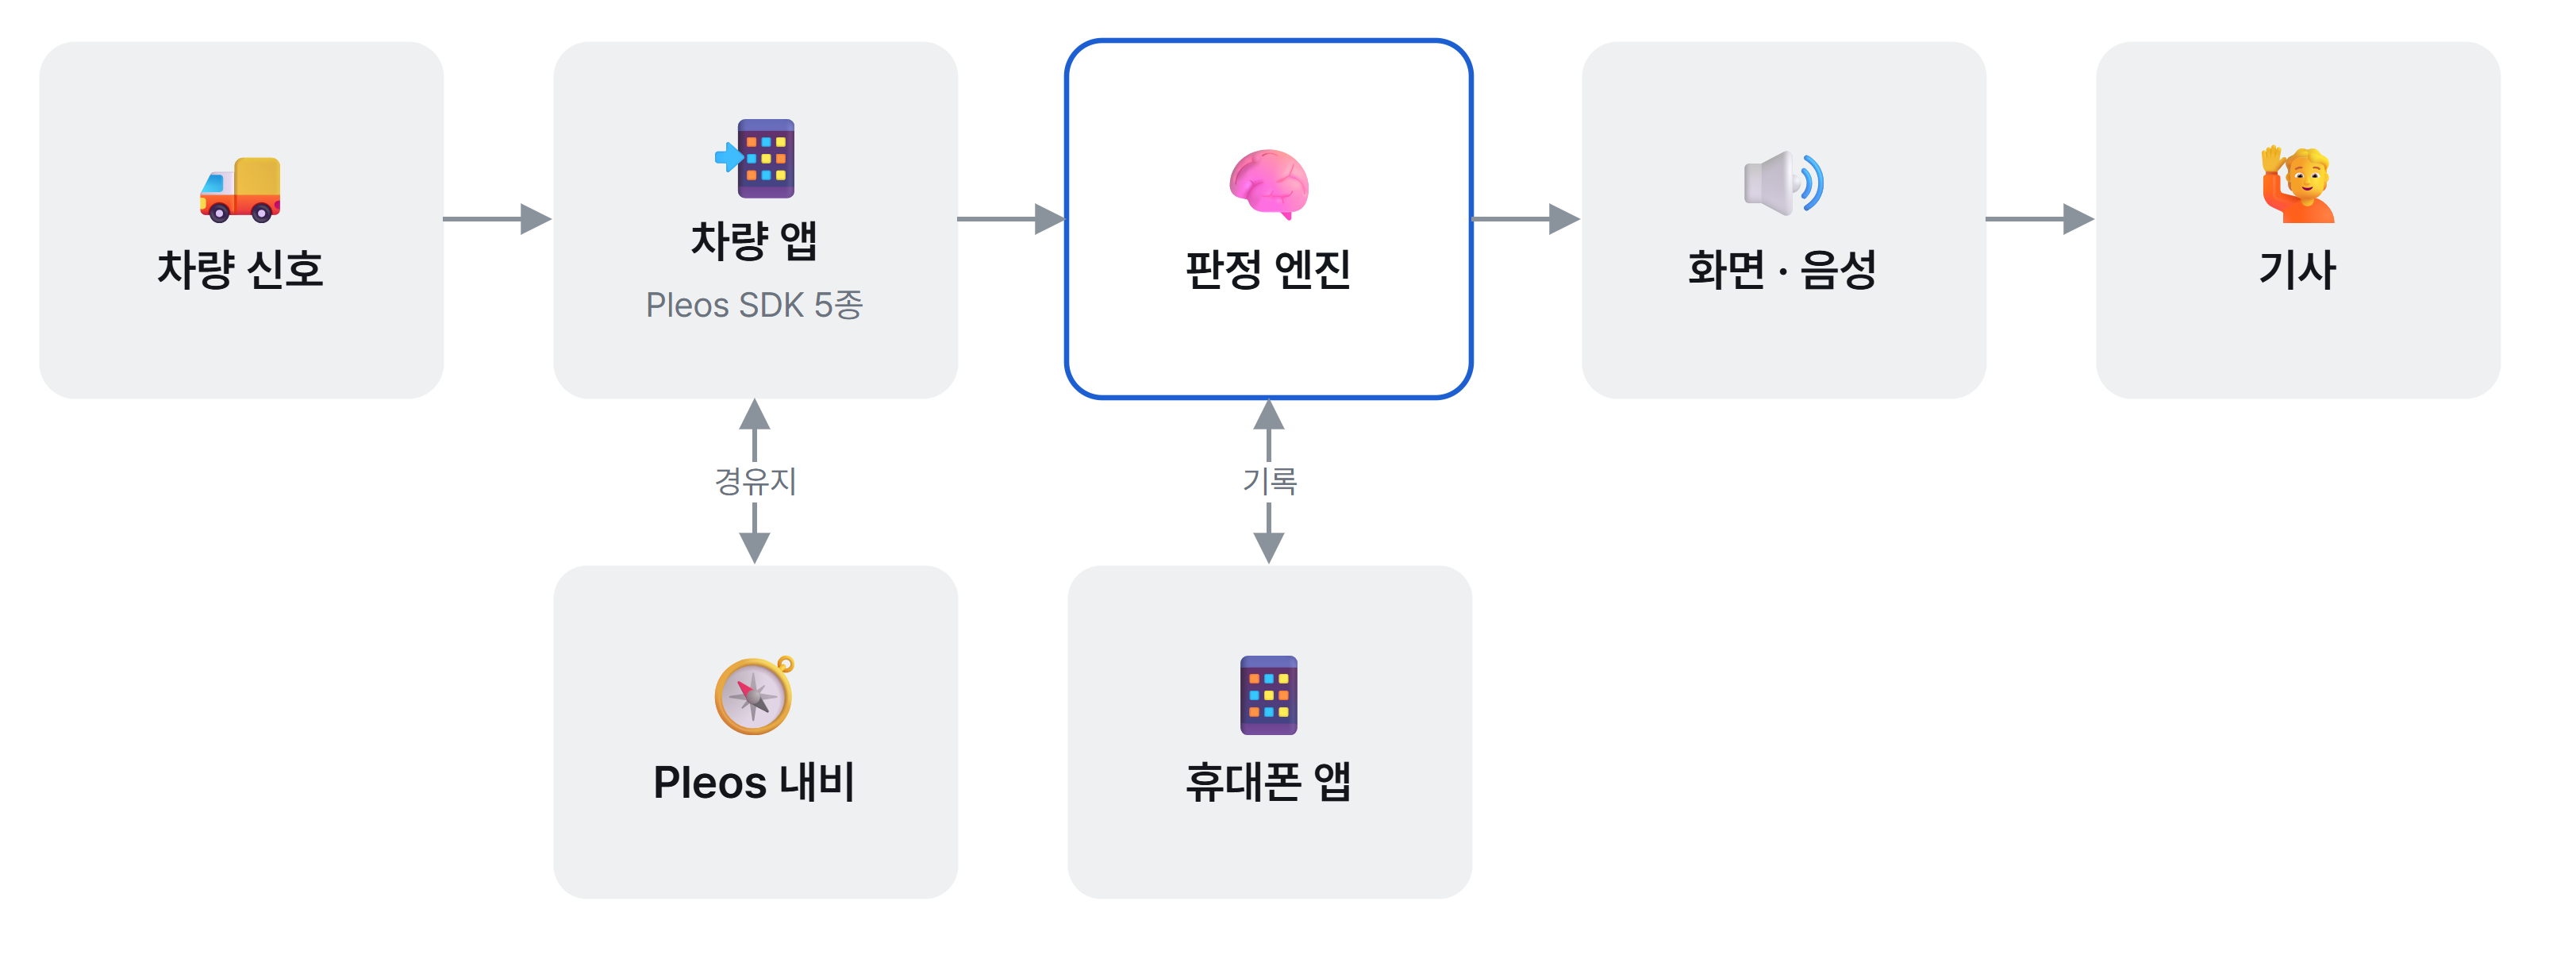 차량 신호
차량 앱
Pleos SDK 5종
판정 엔진
화면 · 음성
기사
경유지
기록
Pleos 내비
휴대폰 앱